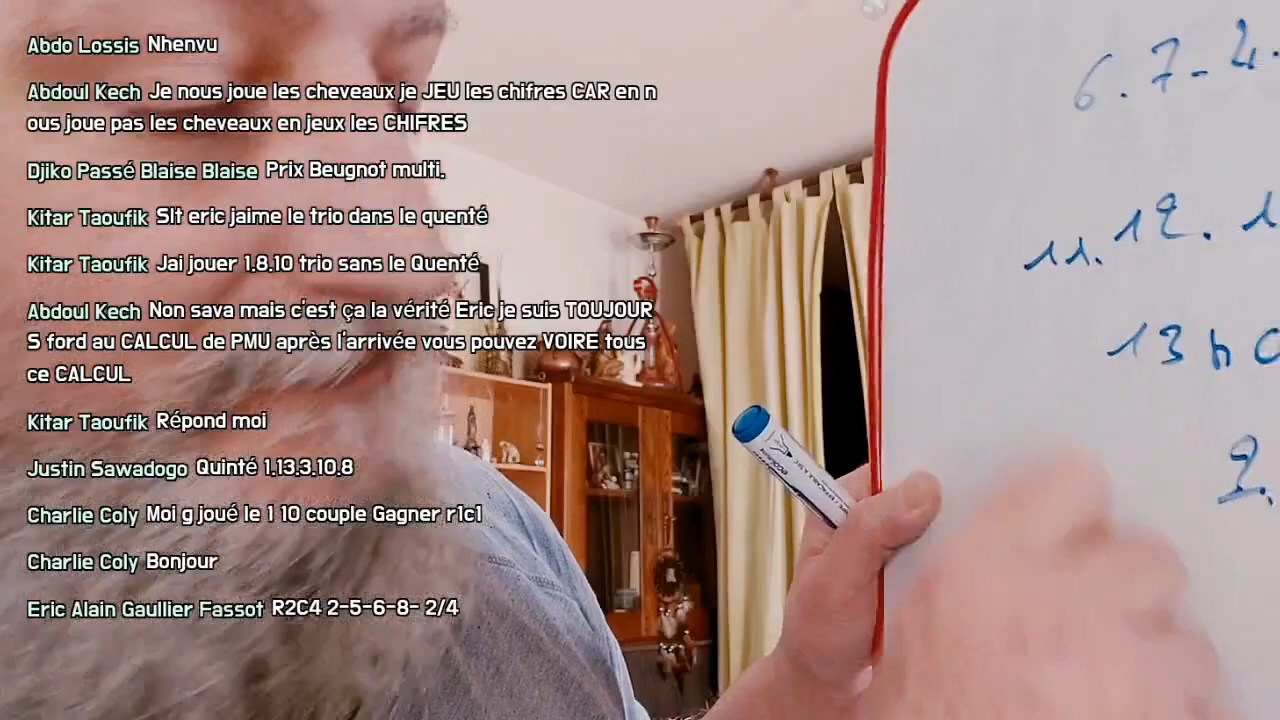 Abdo Lossis Nhenvu
Abdoul Kech Je nous joue les cheveaux je JEU les chifres CAR en n
ous joue pas les cheveaux en jeux les CHIFRES
Djiko Passé Blaise Blaise Prix Beugnot multi.
Kitar Taoufik Slt eric jaime le trio dans le quenté
Kitar Taoufik Jai jouer 1.8.10 trio sans le Quenté
Abdoul Kech Non sava mais c'est ça la vérité Eric je suis TOUJOUR
S ford au CALCUL de PMU après l'arrivée vous pouvez VOIRE tous
ce CALCUL
Kitar Taoufik Répond moi
Justin Sawadogo Quinté 1.13.3.10.8
Charlie Coly Moi g joué le 1 10 couple Gagner r1c1
Charlie Coly Bonjour
Eric Alain Gaullier Fassot R2C4 2-5-6-8- 2/4
6.7-4.
11.12.1
13h
2.